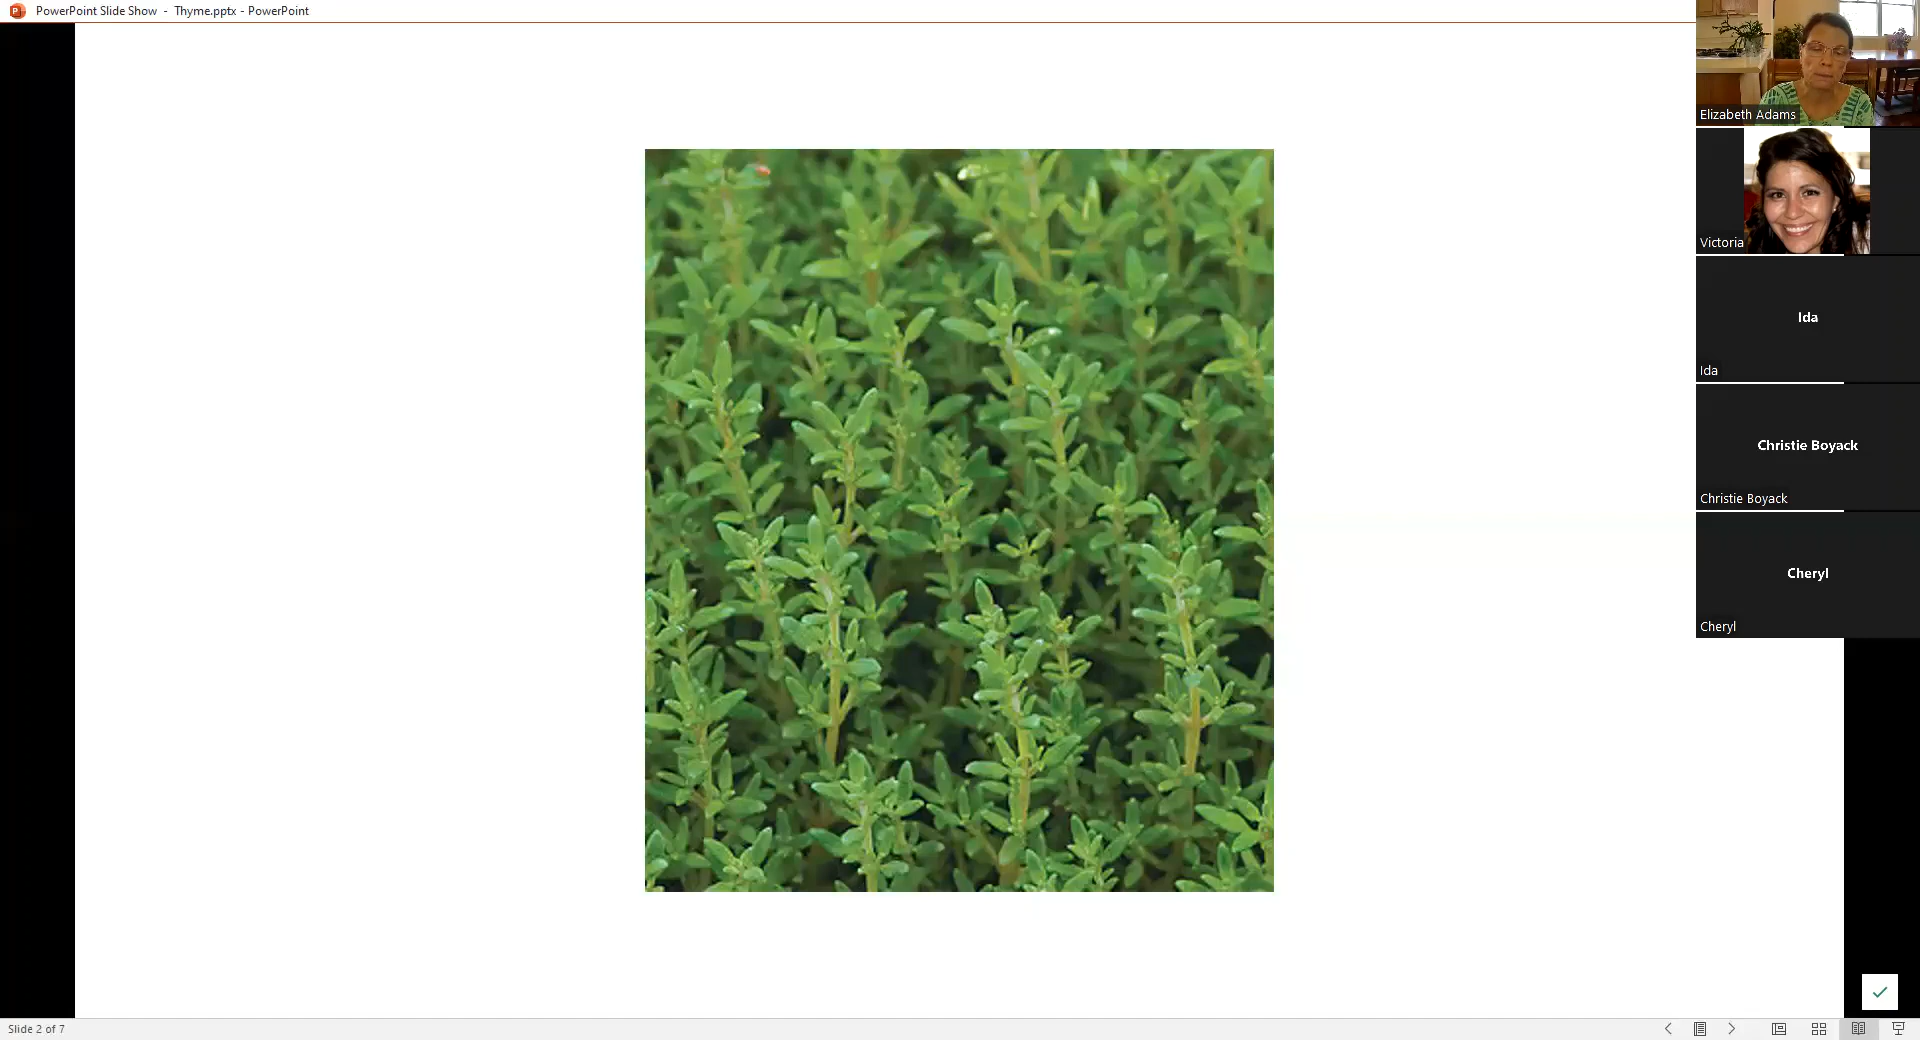 PowerPoint Slide Show - Thyme.pptx - PowerPoint
Elizabeth Adams
Victoria
Ida
Ida
Christie Boyack
Christie Boyack
Cheryl
Cheryl
Slide 2 of 7